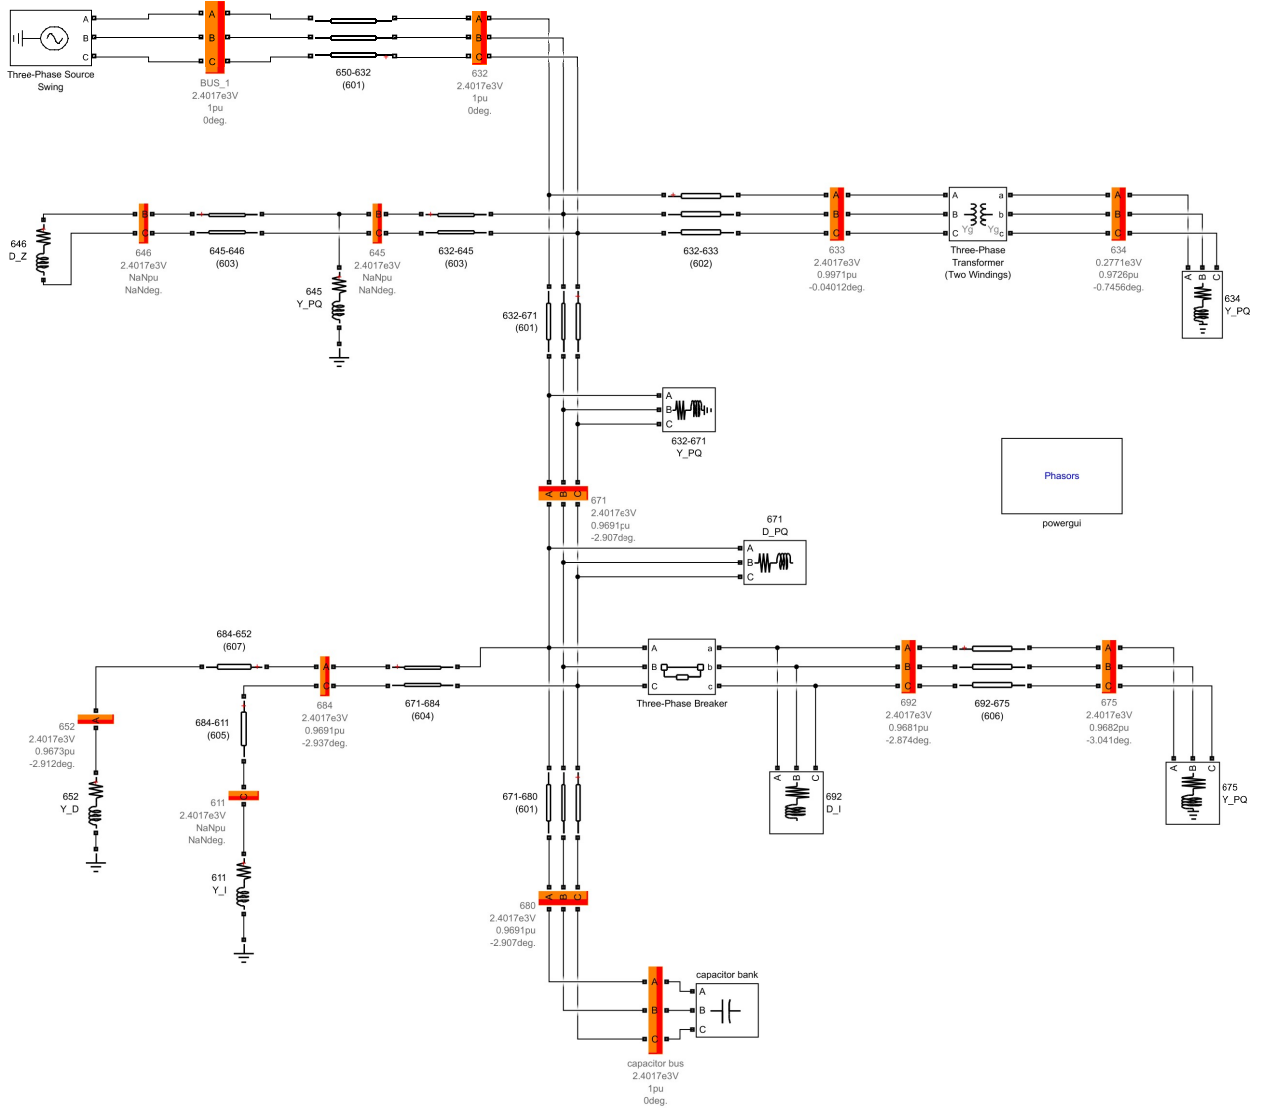 A
B
C
Three-Phase Source
Swing
A
B
C
BUS_1
2.4017e3V
1pu
0deg.
650-632
(601)
A
B
C
632
2.4017e3V
1pu
0deg.
646
D_Z
B
C
646
2.4017e3V
NaNpu
NaNdeg.
645-646
(603)
645
Y_PQ
B
C
645
2.4017e3V
NaNpu
NaNdeg.
632-645
(603)
632-633
(602)
A
B
C
633
2.4017e3V
0.9971pu
-0.04012deg.
A
B
C
Yg
Yg
a
b
c
Three-Phase
Transformer
(Two Windings)
A
B
C
634
0.2771e3V
0.9726pu
-0.7456deg.
A
B
C
634
Y_PQ
632-671
(601)
A
B
C
632-671
Y_PQ
Phasors
powergui
A
B
C
671
2.4017e3V
0.9691pu
-2.907deg.
671
D_PQ
A
B
C
684-652
(607)
A
C
684
2.4017e3V
0.9691pu
-2.937deg.
671-684
(604)
A
B
C
a
b
c
Three-Phase Breaker
A
B
C
692
2.4017e3V
0.9681pu
-2.874deg.
692-675
(606)
A
B
C
675
2.4017e3V
0.9682pu
-3.041deg.
A
652
2.4017e3V
0.9673pu
-2.912deg.
684-611
(605)
652
Y_D
C
611
2.4017e3V
NaNpu
NaNdeg.
611
Y_I
671-680
(601)
A
B
C
692
D_I
A
B
C
675
Y_PQ
A
B
C
680
2.4017e3V
0.9691pu
-2.907deg.
A
B
C
capacitor bus
2.4017e3V
1pu
0deg.
capacitor bank
A
B
C